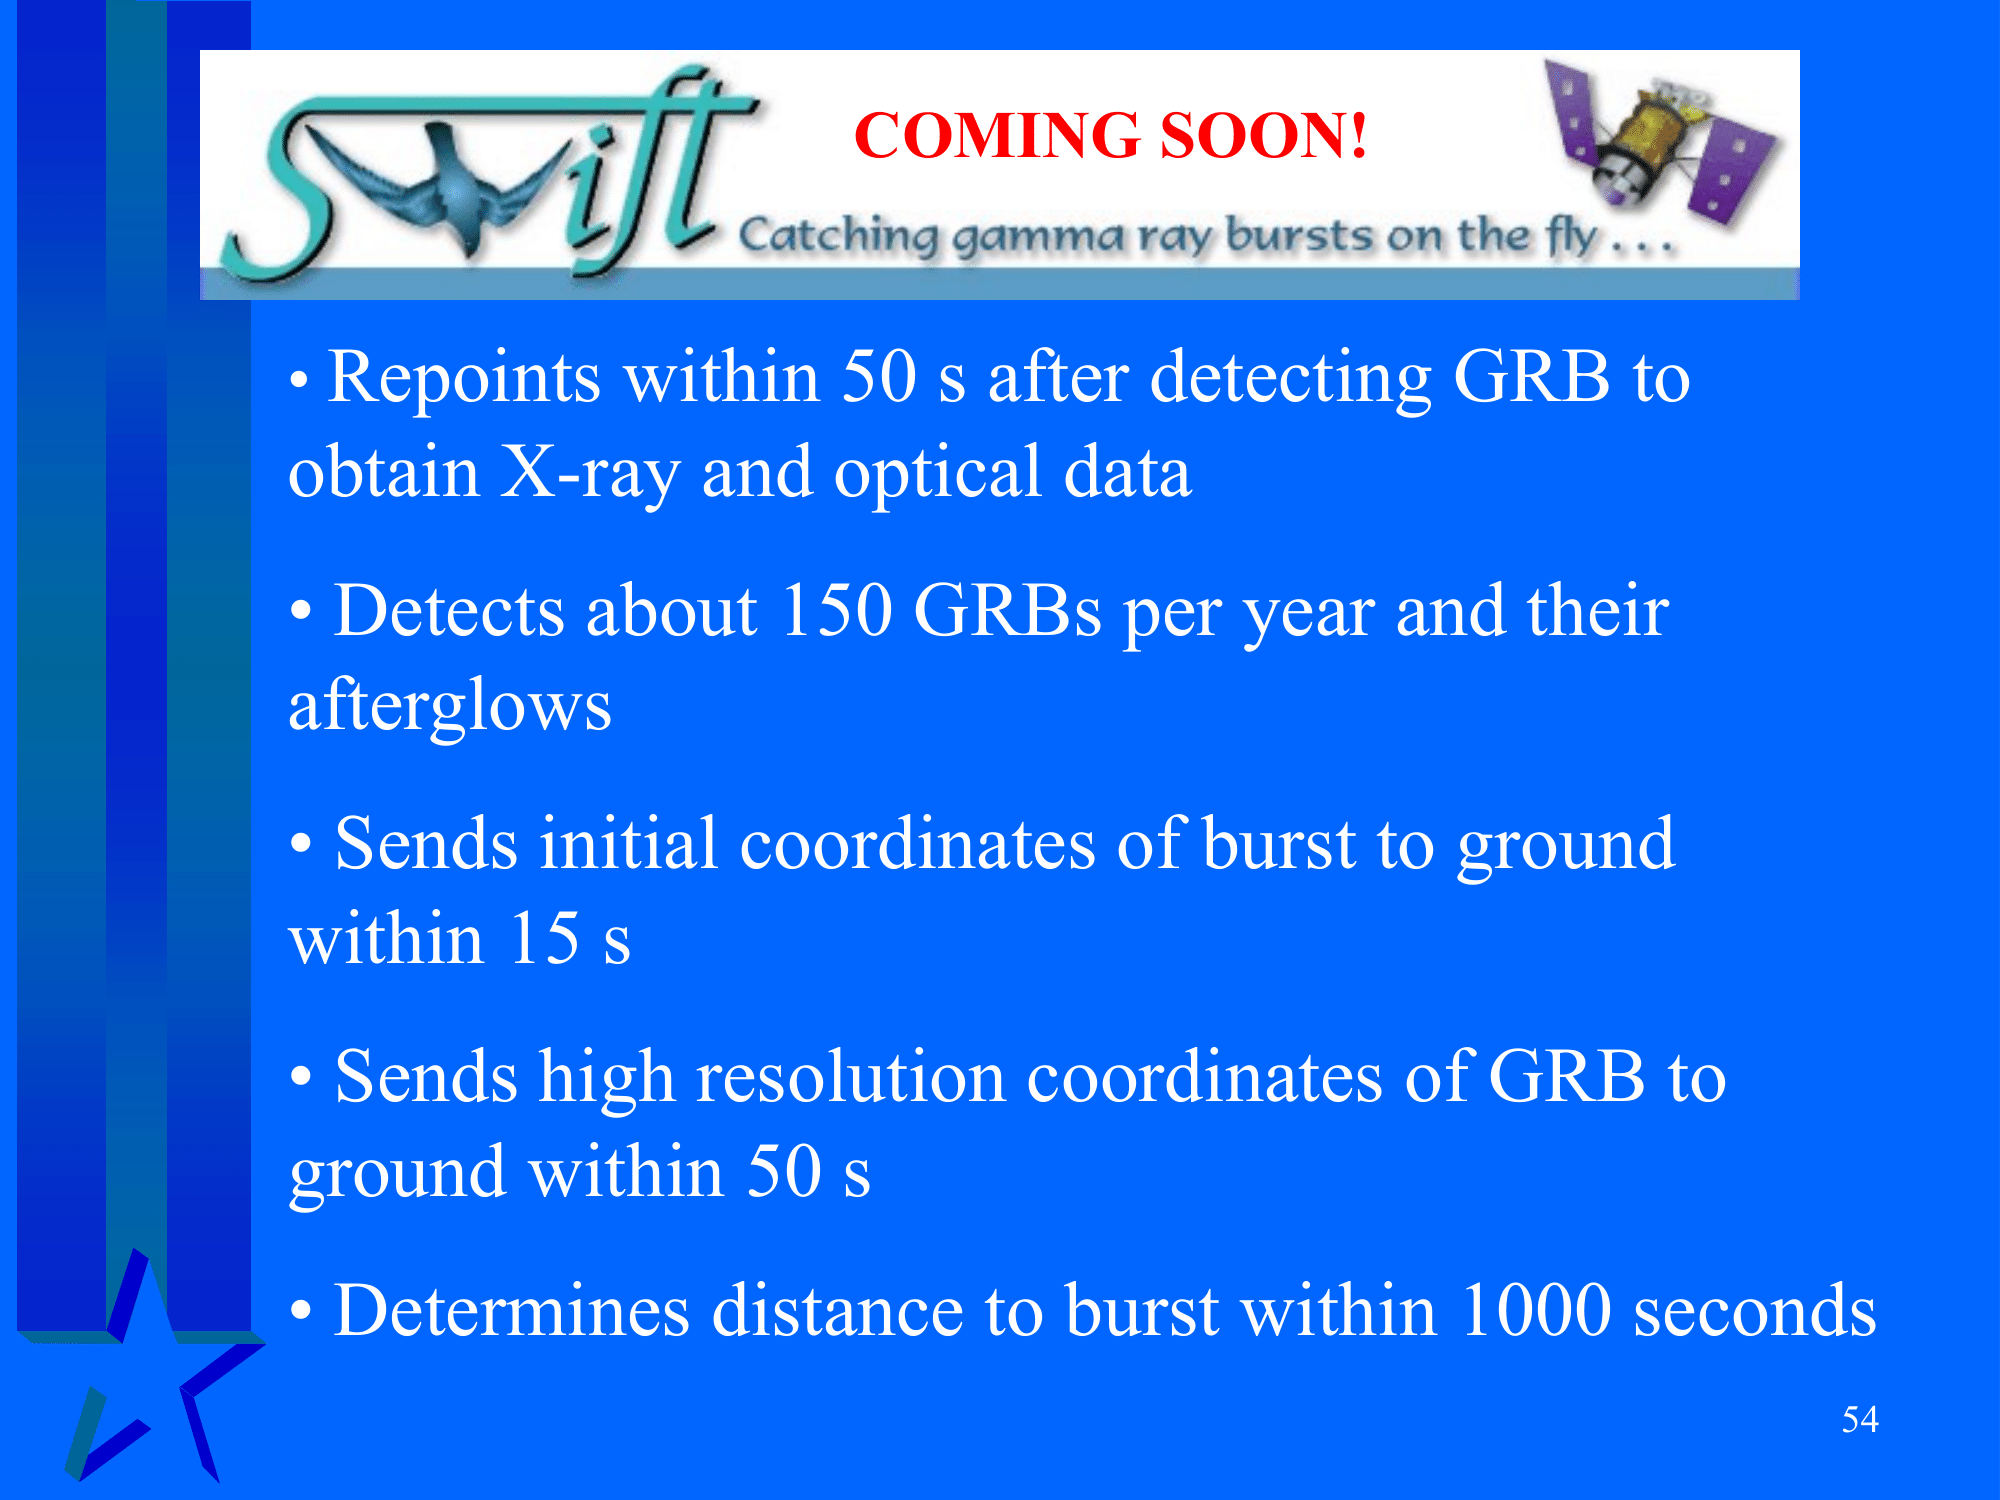 Swift
COMING SOON!
Catching gamma ray bursts on the fly . . .
• Repoints within 50 s after detecting GRB to
obtain X-ray and optical data
• Detects about 150 GRBs per year and their
afterglows
• Sends initial coordinates of burst to ground
within 15 s
• Sends high resolution coordinates of GRB to
ground within 50 s
• Determines distance to burst within 1000 seconds
54